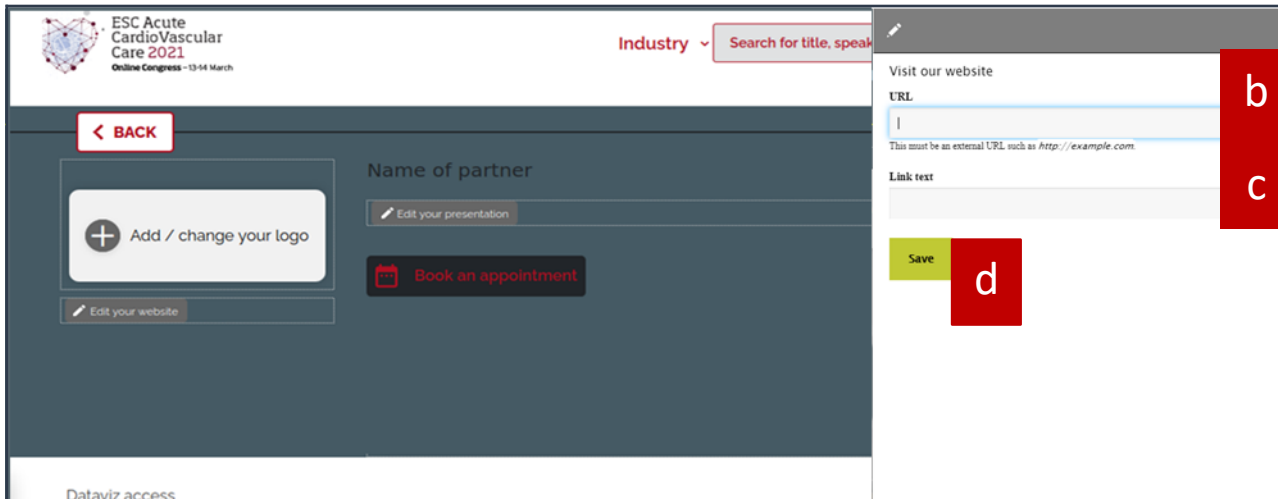 ESC Acute
CardioVascular
Care 2021
Online Congress - 13-14 March
Industry
Search for title, speak
BACK
Name of partner
Edit your presentation
Add / change your logo
Book an appointment
Edit your website
Dataviz access
Visit our website
URL
This must be an external URL such as http://example.com.
Link text
Save
b
c
d